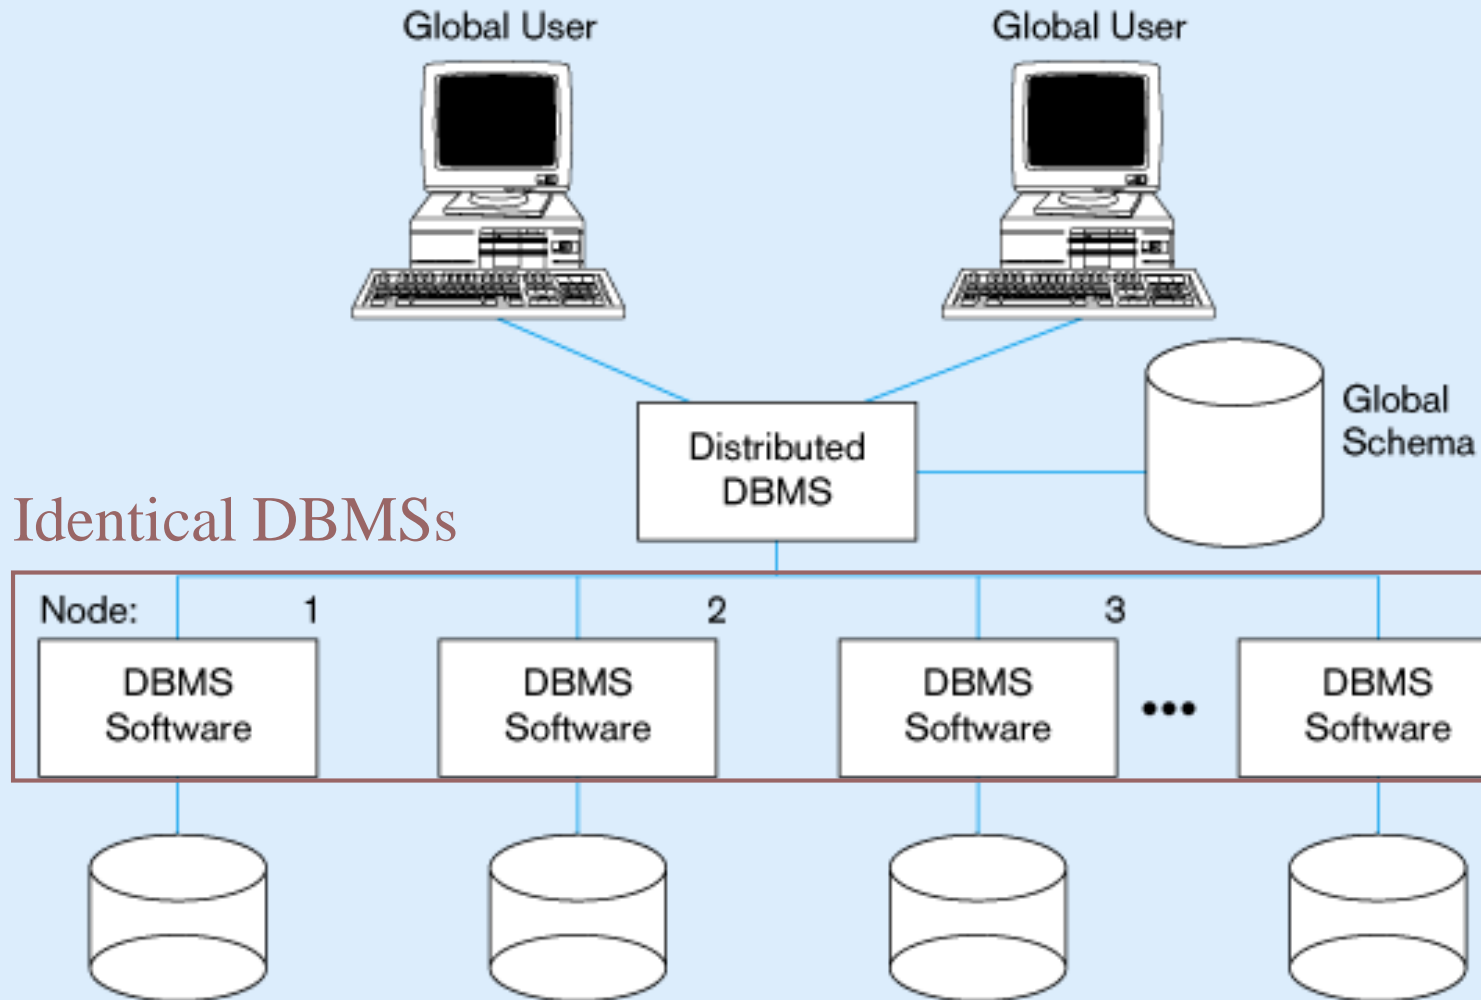 Global User
Global User
Distributed
DBMS
Global
Schema
Identical DBMSs
Node:
1
2
3
DBMS
Software
DBMS
Software
DBMS
Software
•••
DBMS
Software